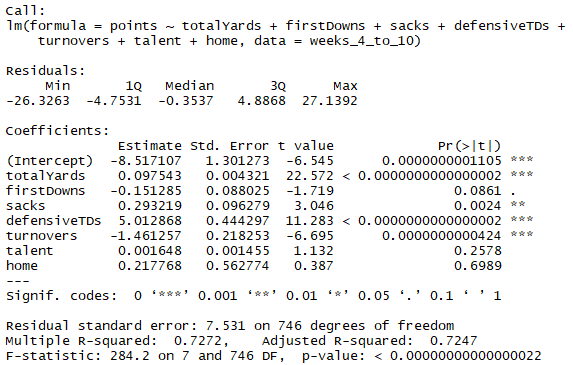 Call:
lm(formula = points ~ totalYards + firstDowns + sacks + defensiveTDs +
    turnovers + talent + home, data = weeks_4_to_10)

Residuals:
     Min       1Q   Median       3Q      Max
-26.3263  -4.7531  -0.3537   4.8868  27.1392

Coefficients:
              Estimate Std. Error t value             Pr(>|t|)
(Intercept)  -8.517107   1.301273  -6.545      0.0000000001105 ***
totalYards    0.097543   0.004321  22.572 < 0.0000000000000002 ***
firstDowns   -0.151285   0.088025  -1.719               0.0861 .
sacks         0.293219   0.096279   3.046               0.0024 **
defensiveTDs  5.012868   0.444297  11.283 < 0.0000000000000002 ***
turnovers    -1.461257   0.218253  -6.695      0.0000000000424 ***
talent        0.001648   0.001455   1.132               0.2578
home          0.217768   0.562774   0.387               0.6989
---
Signif. codes:  0 ‘***’ 0.001 ‘**’ 0.01 ‘*’ 0.05 ‘.’ 0.1 ‘ ’ 1

Residual standard error: 7.531 on 746 degrees of freedom
Multiple R-squared:  0.7272,    Adjusted R-squared:  0.7247
F-statistic: 284.2 on 7 and 746 DF,  p-value: < 0.00000000000000022